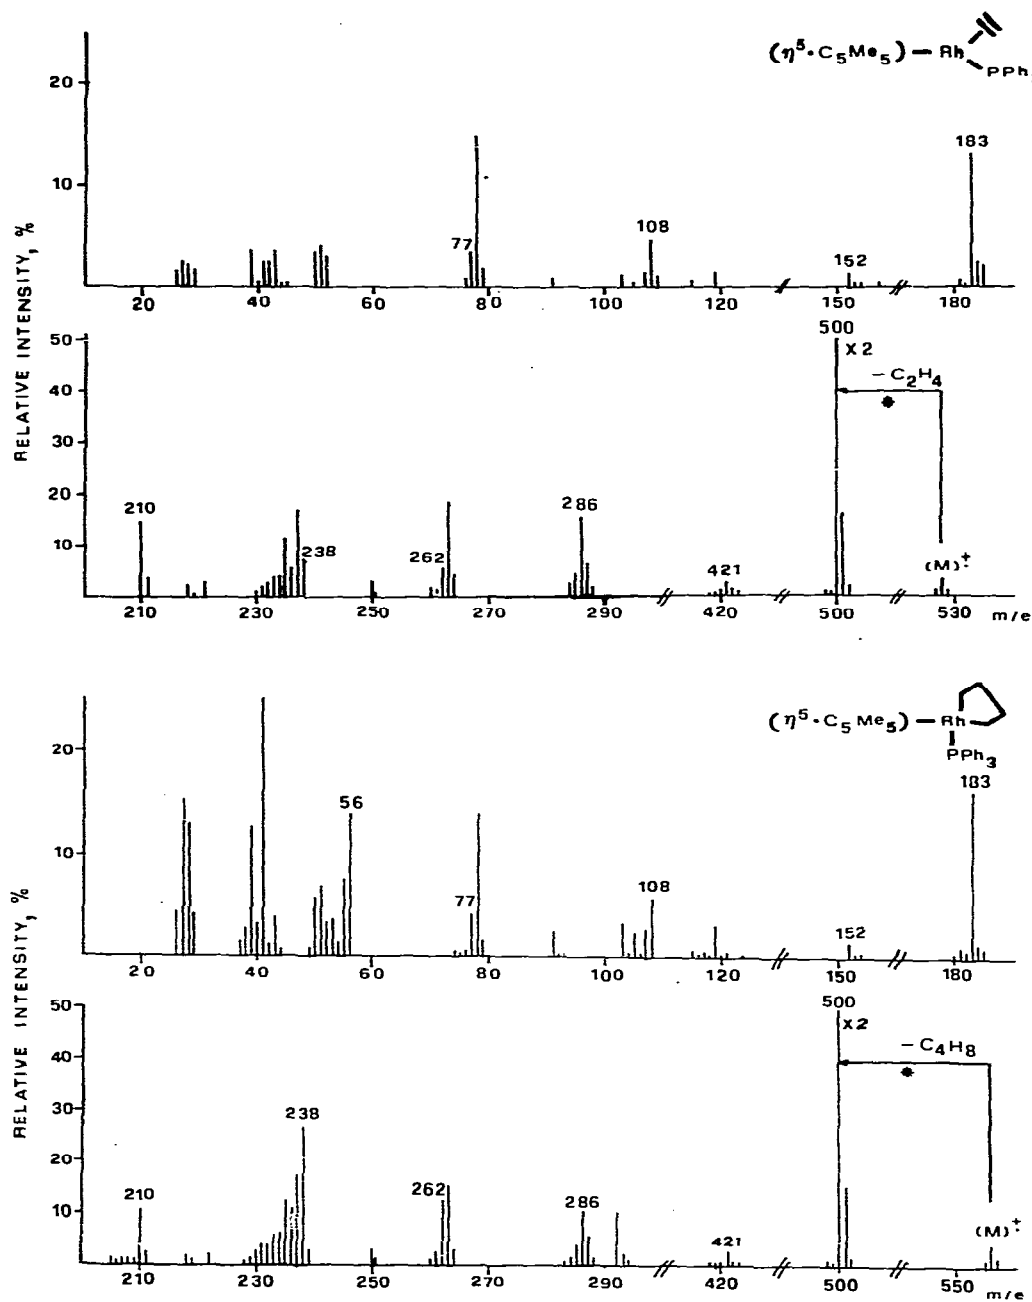 (η⁵·C₅Me₅) — Rh
PPh
RELATIVE INTENSITY, %
20
10
77
108
152
183
20 40 60 80 100 120 150 180
50
40
30
20
10
210
238
262
286
421
500
X 2
− C₂H₄
*
(M)⁺·
210 230 250 270 290 420 500 530 m/e
(η⁵·C₅Me₅) — Rh
PPh₃
RELATIVE INTENSITY, %
20
10
56
77
108
152
183
20 40 60 80 100 120 150 180
50
40
30
20
10
210
238
262
286
421
500
X2
− C₄H₈
*
(M)⁺·
210 230 250 270 290 420 500 550 m/e